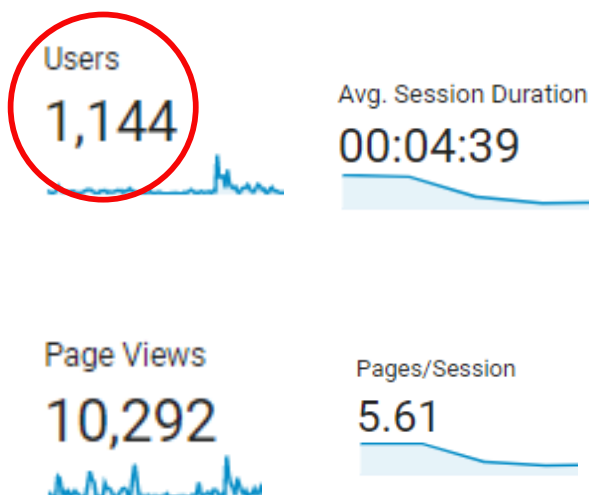 Users
1,144
Avg. Session Duration
00:04:39
Page Views
10,292
Pages/Session
5.61